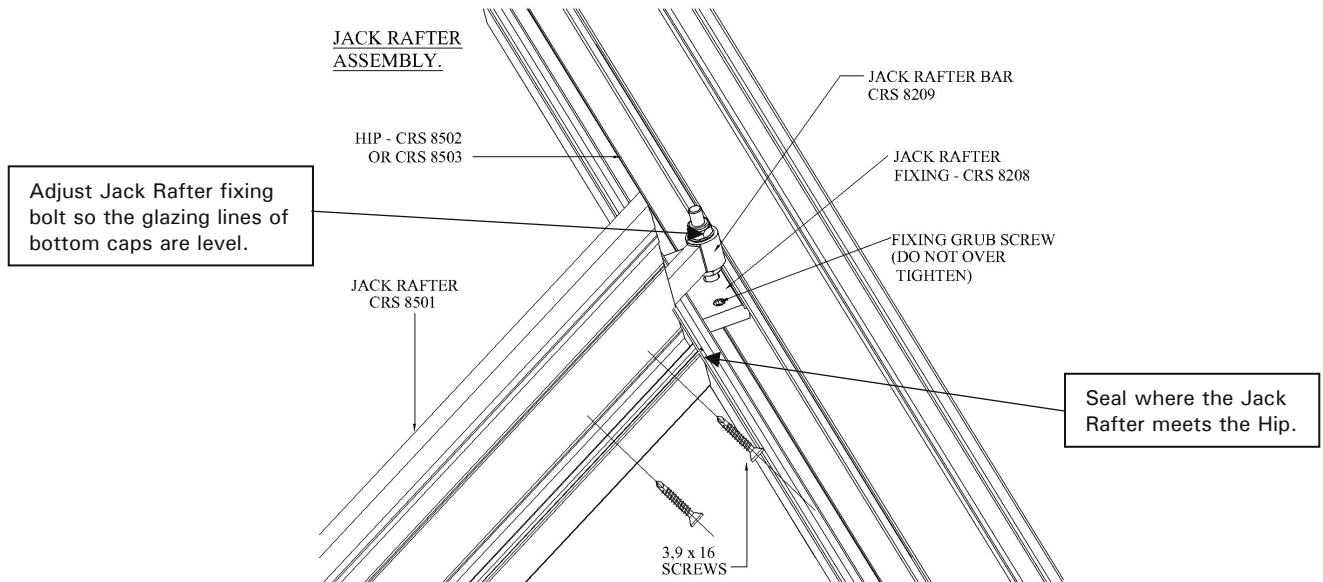 JACK RAFTER
ASSEMBLY.
JACK RAFTER BAR
CRS 8209
HIP - CRS 8502
OR CRS 8503
JACK RAFTER
FIXING - CRS 8208
Adjust Jack Rafter fixing
bolt so the glazing lines of
bottom caps are level.
FIXING GRUB SCREW
(DO NOT OVER
TIGHTEN)
JACK RAFTER
CRS 8501
Seal where the Jack
Rafter meets the Hip.
3,9 x 16
SCREWS